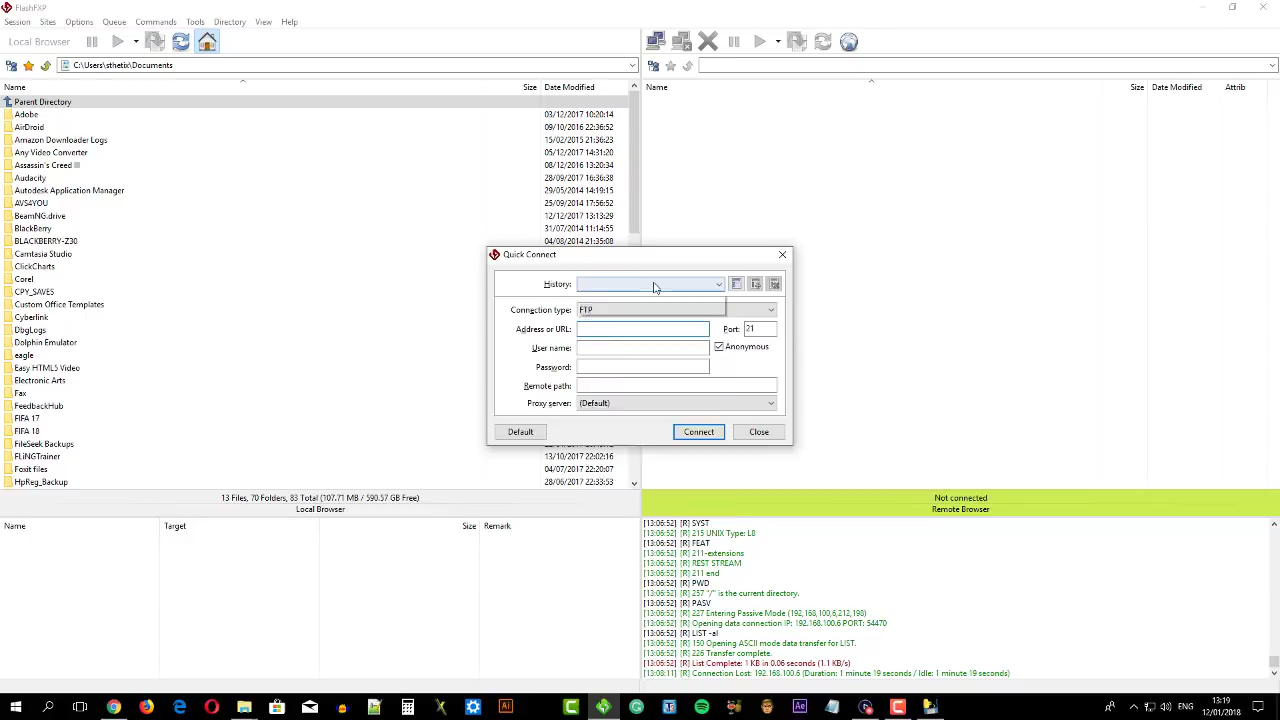 FlashFXP
Session Sites Options Queue Commands Tools Directory View Help
Local Browser
C:\Users\sthetix\Documents
Name Size Date Modified
Name Size Date Modified Attrib
Parent Directory
Adobe 03/12/2017 10:20:14
AirDroid 09/10/2016 22:36:52
Amazon Downloader Logs 15/02/2015 21:36:23
Any Video Converter 05/12/2017 14:31:20
Assassin's Creed 08/12/2016 13:20:34
Audacity 28/09/2017 16:36:38
Autodesk Application Manager 29/05/2014 14:19:15
AVS4YOU 25/09/2014 17:56:52
BeamNG.drive 12/12/2017 13:13:29
BlackBerry 31/07/2014 11:14:55
BLACKBERRY-Z30 04/08/2014 21:35:08
Camtasia Studio
ClickCharts
Corel
CPY_SAVES
Custom Office Templates
Cyberlink
DbgLogs
Dolphin Emulator
eagle
Easy HTML5 Video
Electronic Arts
Fax
FeedbackHub
FIFA 17
FIFA 18
FileSeek Backups
FLiNGTrainer 13/10/2017 22:02:16
Foxit files 04/07/2017 22:20:07
HpReg_Backup 28/06/2017 22:33:53
Quick Connect
History:
Connection type: FTP
Address or URL: Port: 21
User name: Anonymous
Password:
Remote path:
Proxy server: (Default)
Default Connect Close
13 Files, 70 Folders, 83 Total (107.71 MB / 590.57 GB Free)
Local Browser
Not connected
Remote Browser
Name Target Size Remark
[13:06:52] [R] SYST
[13:06:52] [R] 215 UNIX Type: L8
[13:06:52] [R] FEAT
[13:06:52] [R] 211-extensions
[13:06:52] [R] REST STREAM
[13:06:52] [R] 211 end
[13:06:52] [R] PWD
[13:06:52] [R] 257 "/" is the current directory.
[13:06:52] [R] PASV
[13:06:52] [R] 227 Entering Passive Mode (192,168,100,6,212,198)
[13:06:52] [R] Opening data connection IP: 192.168.100.6 PORT: 54470
[13:06:52] [R] LIST -al
[13:06:52] [R] 150 Opening ASCII mode data transfer for LIST.
[13:06:52] [R] 226 Transfer complete.
[13:06:52] [R] List Complete: 1 KB in 0.06 seconds (1.1 KB/s)
[13:08:11] [R] Connection Lost: 192.168.100.6 (Duration: 1 minute 19 seconds / Idle: 1 minute 19 seconds)
ENG
13:19
12/01/2018